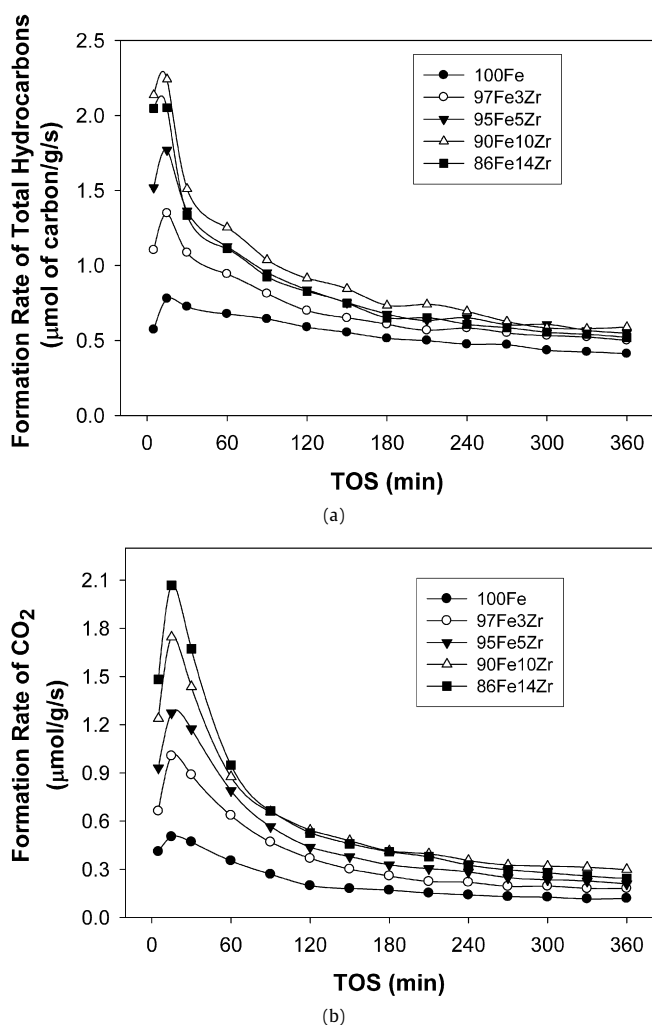 Formation Rate of Total Hydrocarbons
(μmol of carbon/g/s)
2.5
2.0
1.5
1.0
0.5
0.0
100Fe
97Fe3Zr
95Fe5Zr
90Fe10Zr
86Fe14Zr
0 60 120 180 240 300 360
TOS (min)
(a)
Formation Rate of CO₂
(μmol/g/s)
2.1
1.8
1.5
1.2
0.9
0.6
0.3
0.0
100Fe
97Fe3Zr
95Fe5Zr
90Fe10Zr
86Fe14Zr
0 60 120 180 240 300 360
TOS (min)
(b)